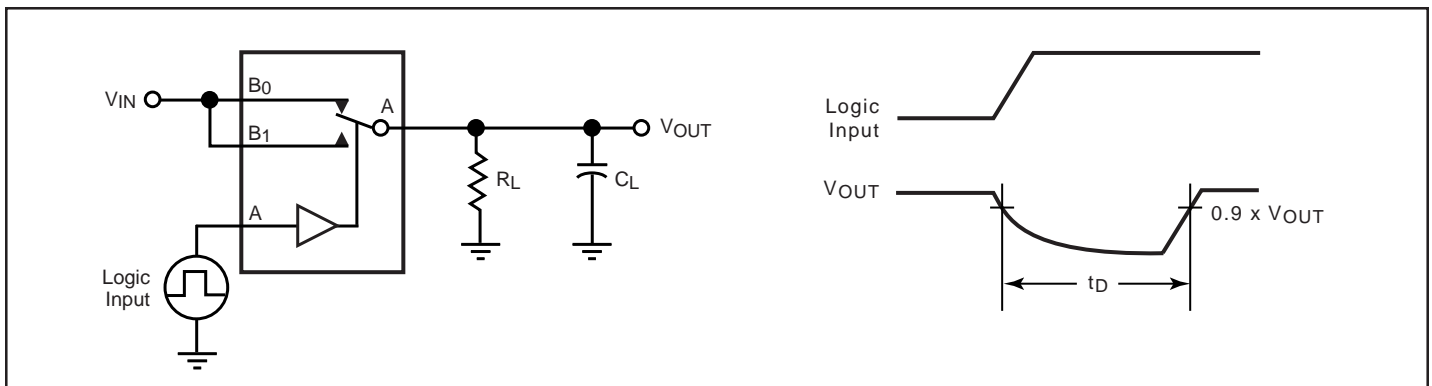 VIN
B0
B1
A
A
Logic
Input
RL
CL
VOUT
Logic
Input
VOUT
0.9 x VOUT
tD